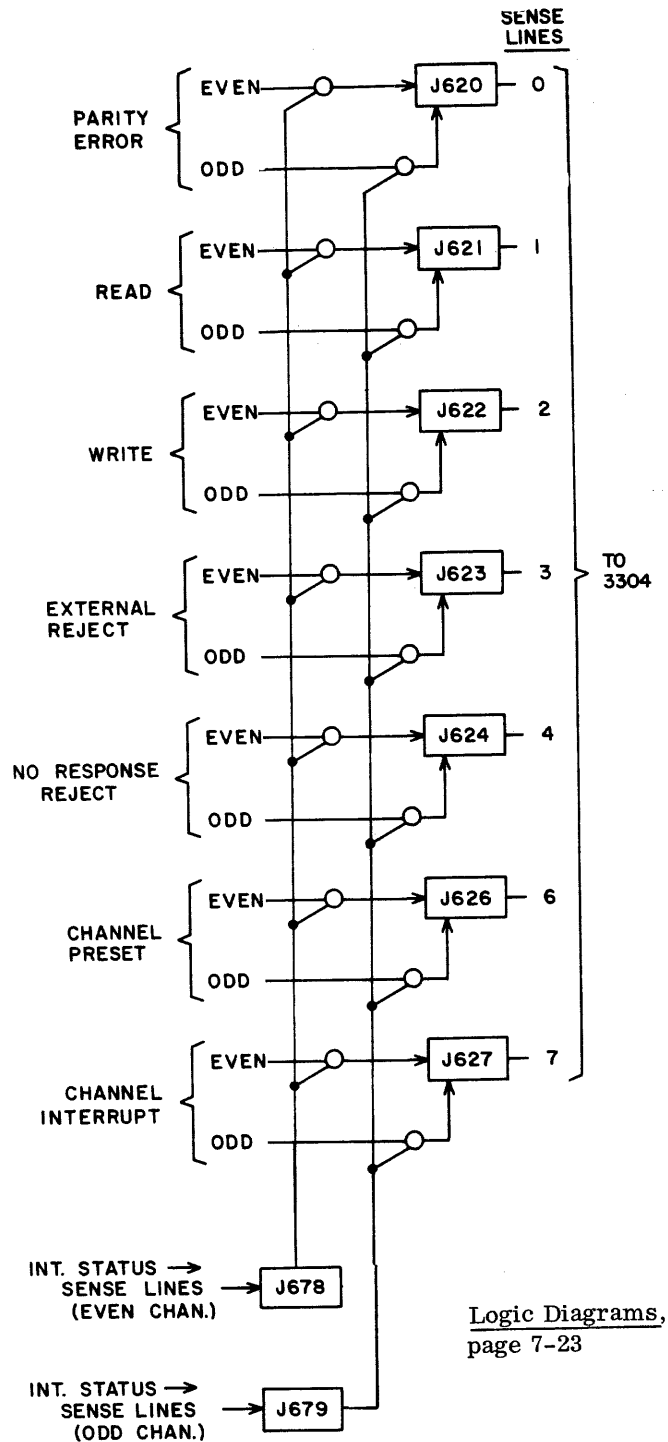 SENSE
LINES
EVEN
J620
0
PARITY
ERROR
ODD
EVEN
J621
1
READ
ODD
EVEN
J622
2
WRITE
ODD
EVEN
J623
3
TO
3304
EXTERNAL
REJECT
ODD
EVEN
J624
4
NO RESPONSE
REJECT
ODD
EVEN
J626
6
CHANNEL
PRESET
ODD
EVEN
J627
7
CHANNEL
INTERRUPT
ODD
INT. STATUS →
SENSE LINES
(EVEN CHAN.)
J678
Logic Diagrams,
page 7-23
INT. STATUS →
SENSE LINES
(ODD CHAN.)
J679